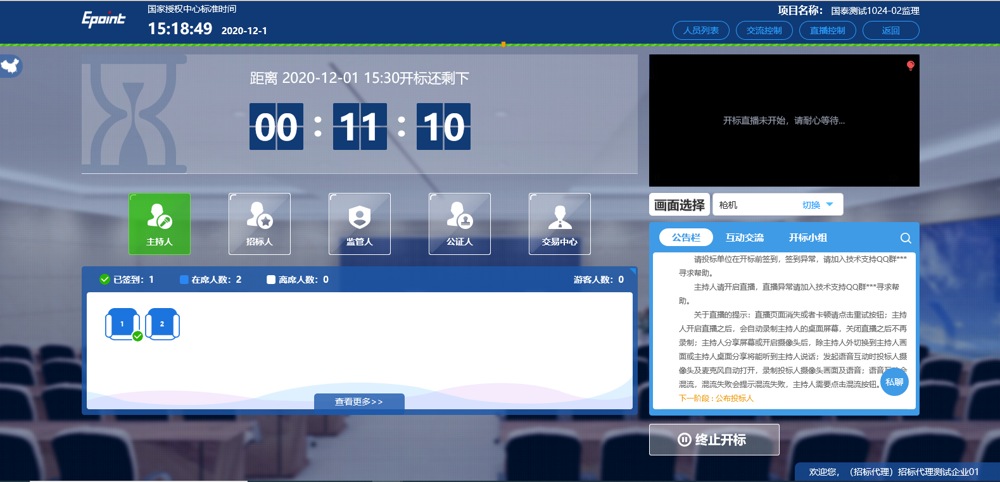 Epoint
国家授权中心标准时间
15:18:49 2020-12-1
项目名称： 国泰测试1024-02监理
人员列表 交流控制 直播控制 返回
距离 2020-12-01 15:30开标还剩下
00 : 11 : 10
开标直播未开始，请耐心等待...
主持人 招标人 监管人 公证人 交易中心
画面选择 枪机 切换
公告栏 互动交流 开标小组
已签到：1 在席人数：2 离席人数：0 游客人数：0
1 2
查看更多>>
请投标单位在开标前签到，签到异常，请加入技术支持QQ群***
寻求帮助。
主持人请开启直播，直播异常请加入技术支持QQ群***寻求帮
助。
关于直播的提示：直播页面消失或者卡顿请点击重试按钮；主持
人开启直播之后，会自动录制主持人的桌面屏幕，关闭直播之后不再
录制；主持人分享屏幕或开启摄像头后，除主持人外切换到主持人画
面或主持人桌面分享将能听到主持人说话；发起语音互动时投标人摄
像头及麦克风自动打开，录制投标人摄像头画面及语音；语音
混流，混流失败会提示混流失败，主持人需要点击混流按钮。
私聊
下一阶段：公布投标人
终止开标
欢迎您，（招标代理）招标代理测试企业01